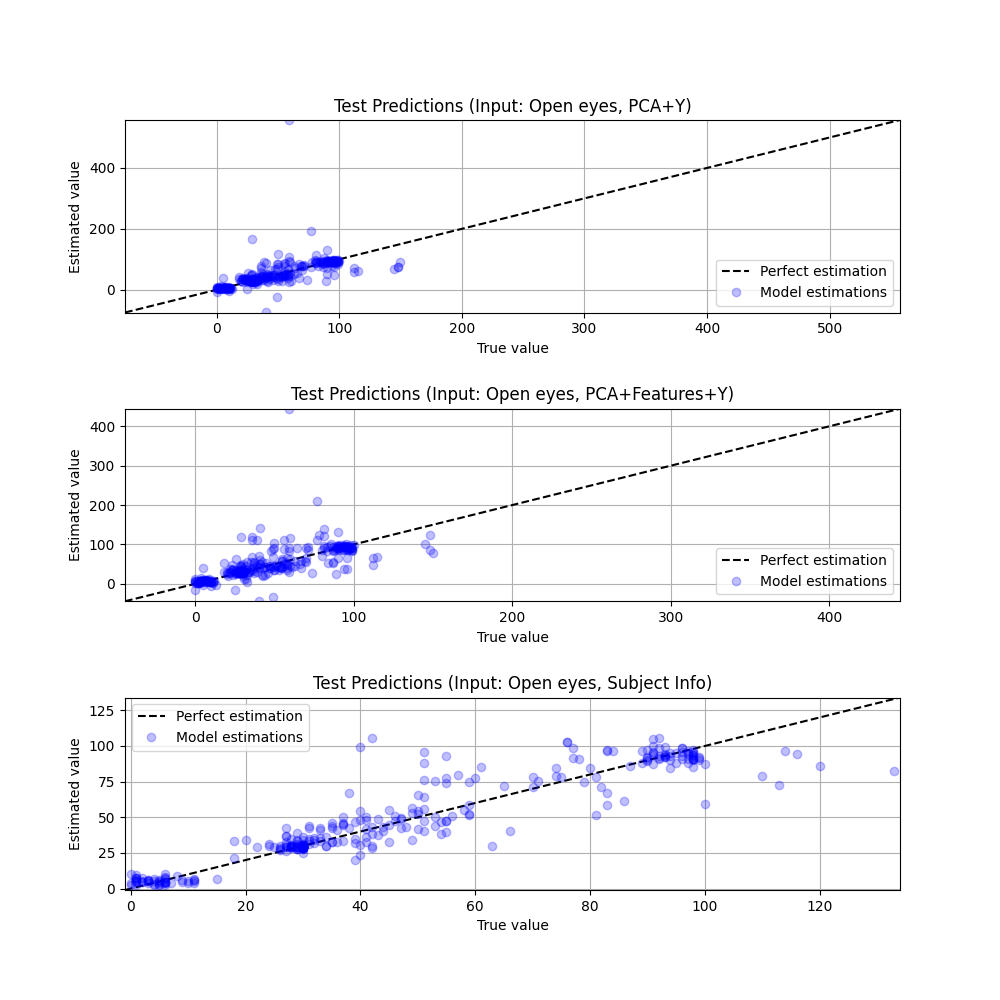 Test Predictions (Input: Open eyes, PCA+Y)
Estimated value
400
200
0
Perfect estimation
Model estimations
0 100 200 300 400 500
True value
Test Predictions (Input: Open eyes, PCA+Features+Y)
Estimated value
400
300
200
100
0
Perfect estimation
Model estimations
0 100 200 300 400
True value
Test Predictions (Input: Open eyes, Subject Info)
Estimated value
125
100
75
50
25
0
Perfect estimation
Model estimations
0 20 40 60 80 100 120
True value